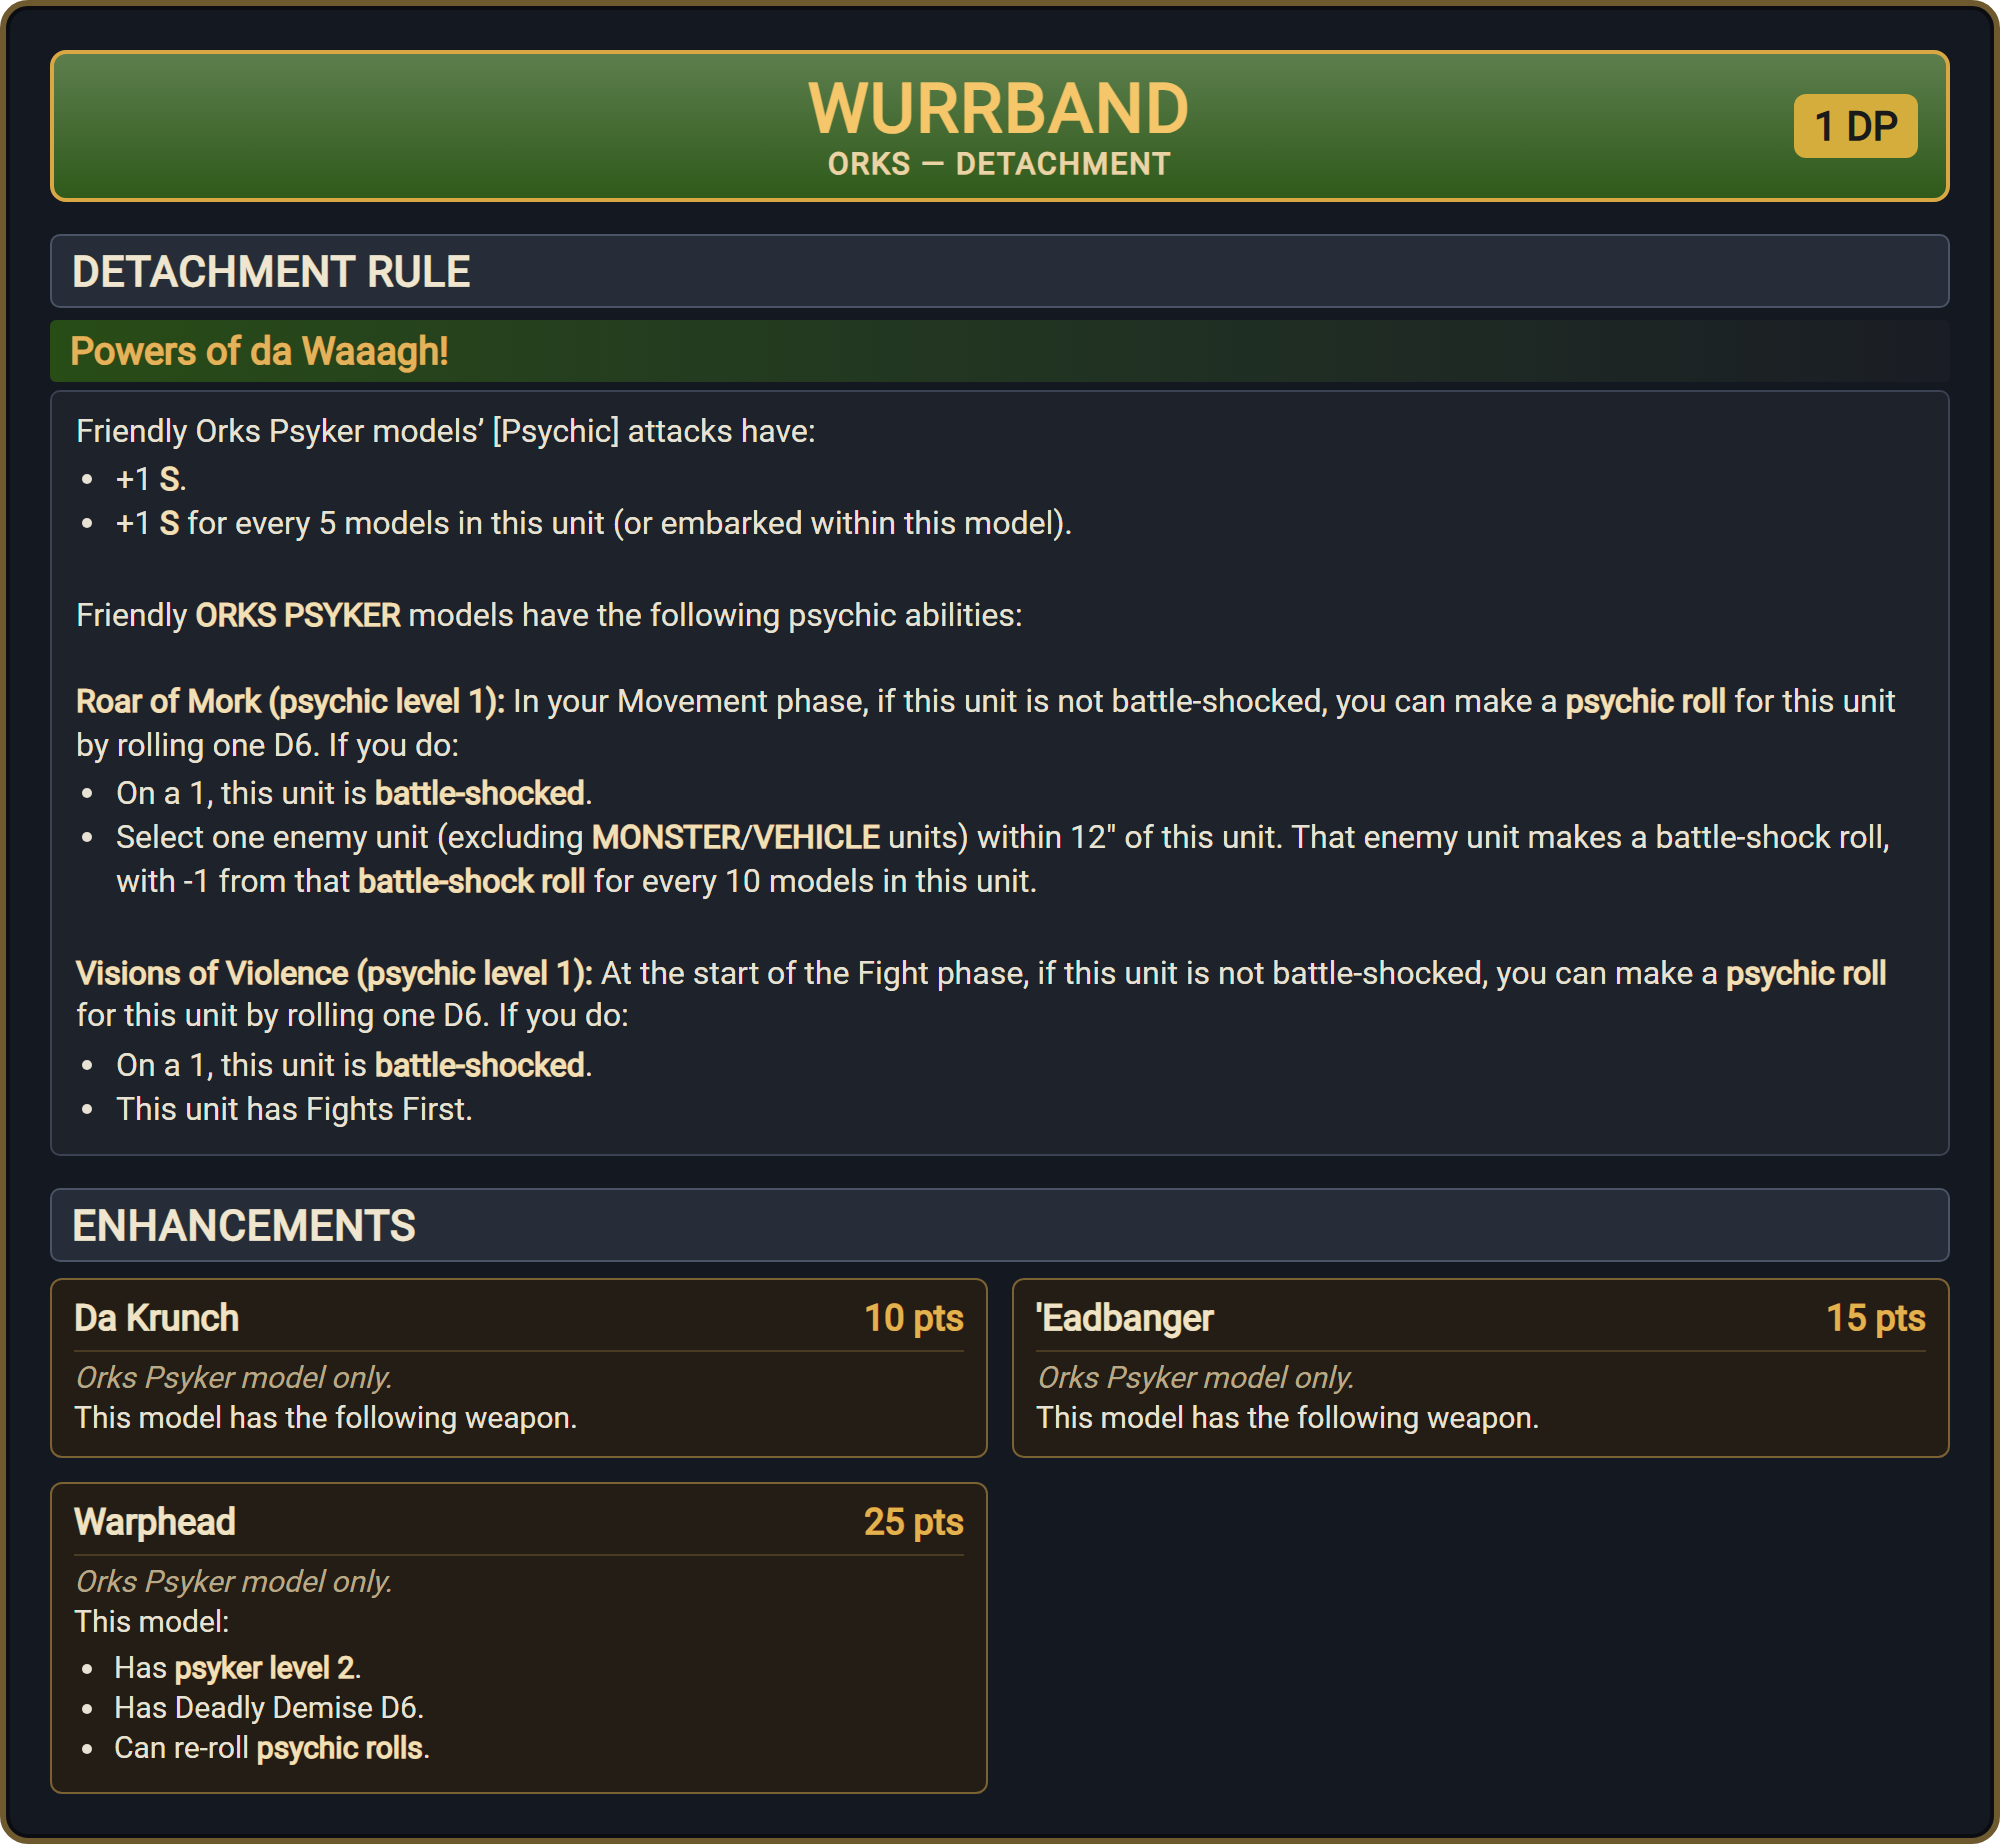 WURRBAND
ORKS — DETACHMENT
1 DP
DETACHMENT RULE
Powers of da Waaagh!
Friendly Orks Psyker models’ [Psychic] attacks have:
• +1 S.
• +1 S for every 5 models in this unit (or embarked within this model).
Friendly ORKS PSYKER models have the following psychic abilities:
Roar of Mork (psychic level 1): In your Movement phase, if this unit is not battle-shocked, you can make a psychic roll for this unit
by rolling one D6. If you do:
• On a 1, this unit is battle-shocked.
• Select one enemy unit (excluding MONSTER/VEHICLE units) within 12" of this unit. That enemy unit makes a battle-shock roll,
with -1 from that battle-shock roll for every 10 models in this unit.
Visions of Violence (psychic level 1): At the start of the Fight phase, if this unit is not battle-shocked, you can make a psychic roll
for this unit by rolling one D6. If you do:
• On a 1, this unit is battle-shocked.
• This unit has Fights First.
ENHANCEMENTS
Da Krunch 10 pts
Orks Psyker model only.
This model has the following weapon.
'Eadbanger 15 pts
Orks Psyker model only.
This model has the following weapon.
Warphead 25 pts
Orks Psyker model only.
This model:
• Has psyker level 2.
• Has Deadly Demise D6.
• Can re-roll psychic rolls.